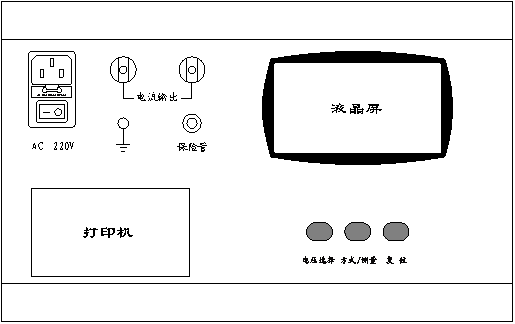 电流输出
液晶屏
AC 220V
保险管
打印机
电压选择 方式/测量 复 位